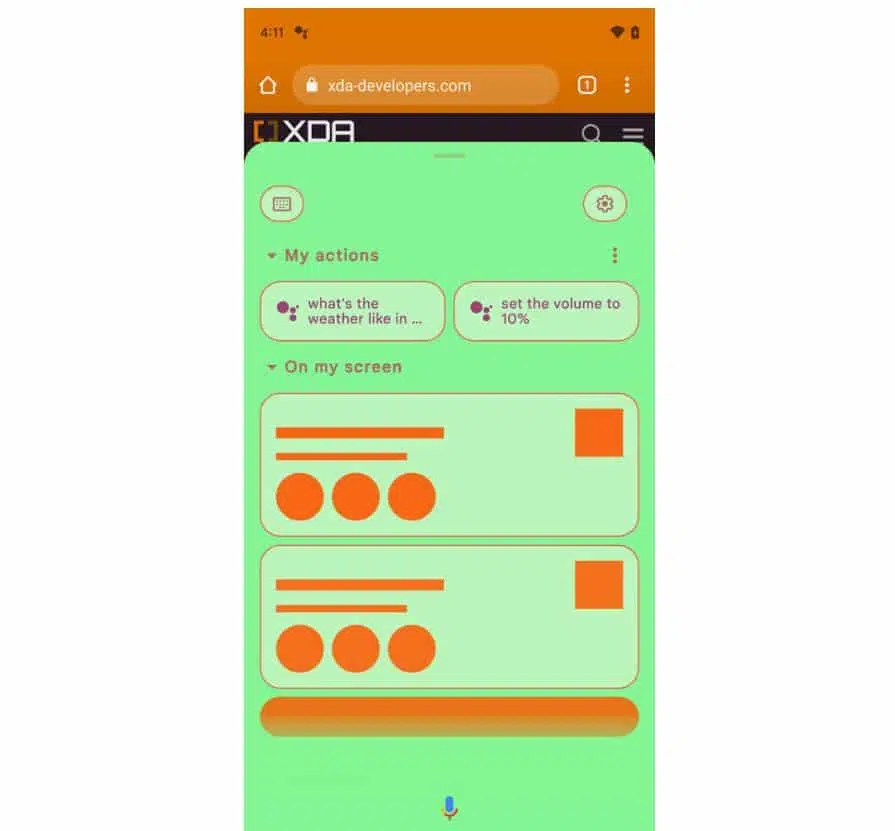 4:11
xda-developers.com
1
XDA
My actions
what's the
weather like in ...
set the volume to
10%
On my screen